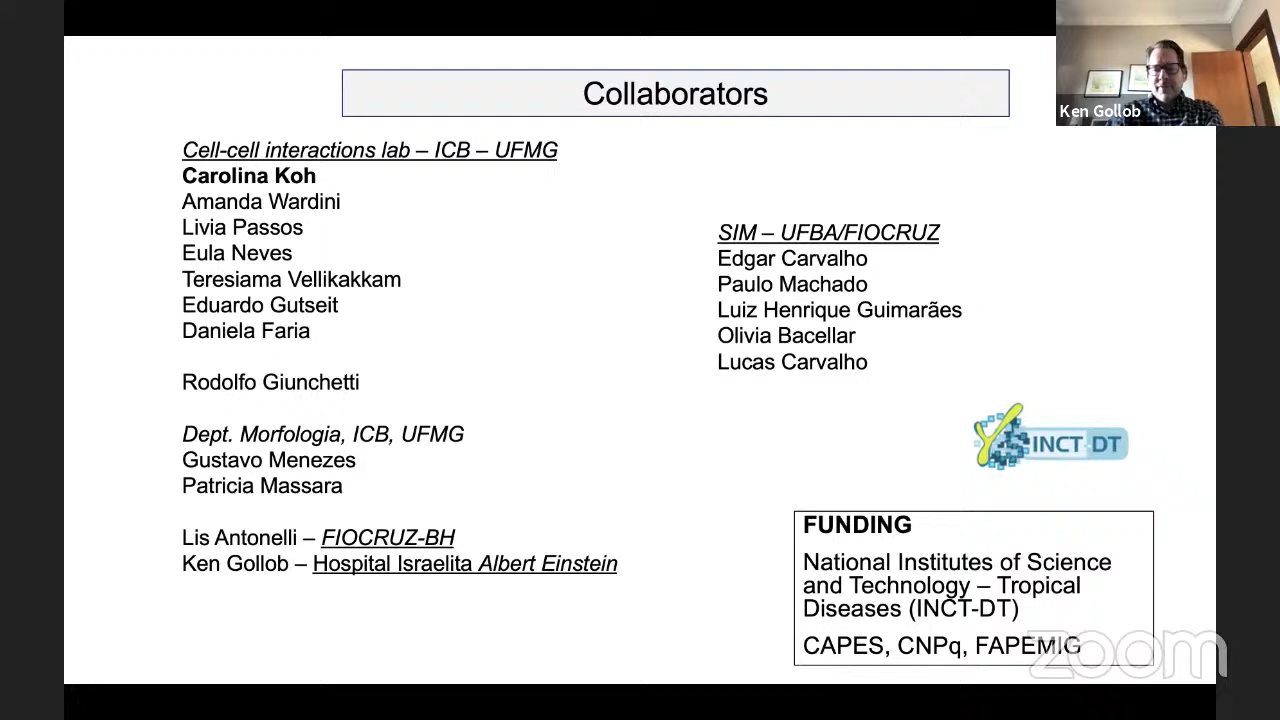 Collaborators
Ken Gollob
Cell-cell interactions lab – ICB – UFMG
Carolina Koh
Amanda Wardini
Livia Passos
Eula Neves
Teresiama Vellikakkam
Eduardo Gutseit
Daniela Faria
Rodolfo Giunchetti
Dept. Morfologia, ICB, UFMG
Gustavo Menezes
Patricia Massara
Lis Antonelli – FIOCRUZ-BH
Ken Gollob – Hospital Israelita Albert Einstein
SIM – UFBA/FIOCRUZ
Edgar Carvalho
Paulo Machado
Luiz Henrique Guimarães
Olivia Bacellar
Lucas Carvalho
INCT-DT
FUNDING
National Institutes of Science
and Technology – Tropical
Diseases (INCT-DT)
CAPES, CNPq, FAPEMIG
zoom